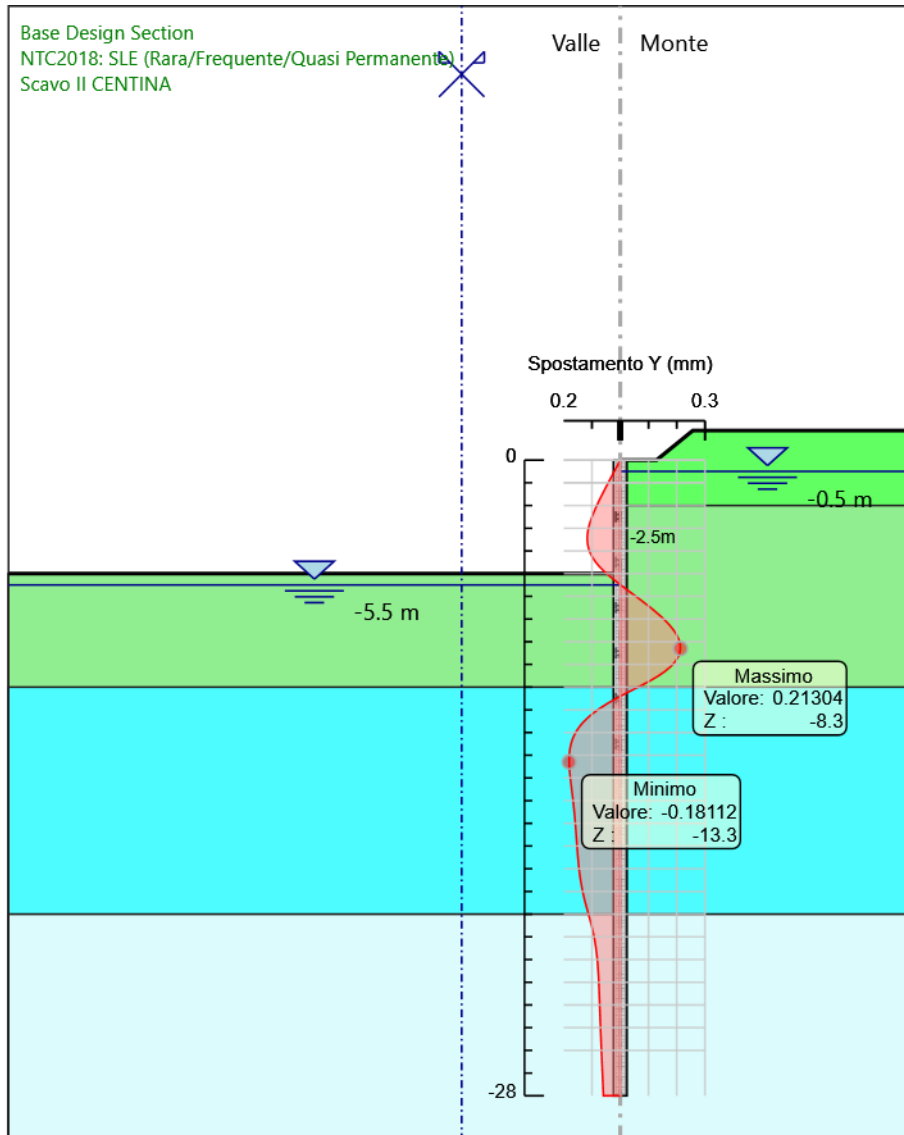 Base Design Section
NTC2018: SLE (Rara/Frequente/Quasi Permanente)
Scavo II CENTINA
Valle
Monte
Spostamento Y (mm)
0.2
0.3
0
-0.5 m
-2.5m
-5.5 m
Massimo
Valore: 0.21304
Z : -8.3
Minimo
Valore: -0.18112
Z : -13.3
-28